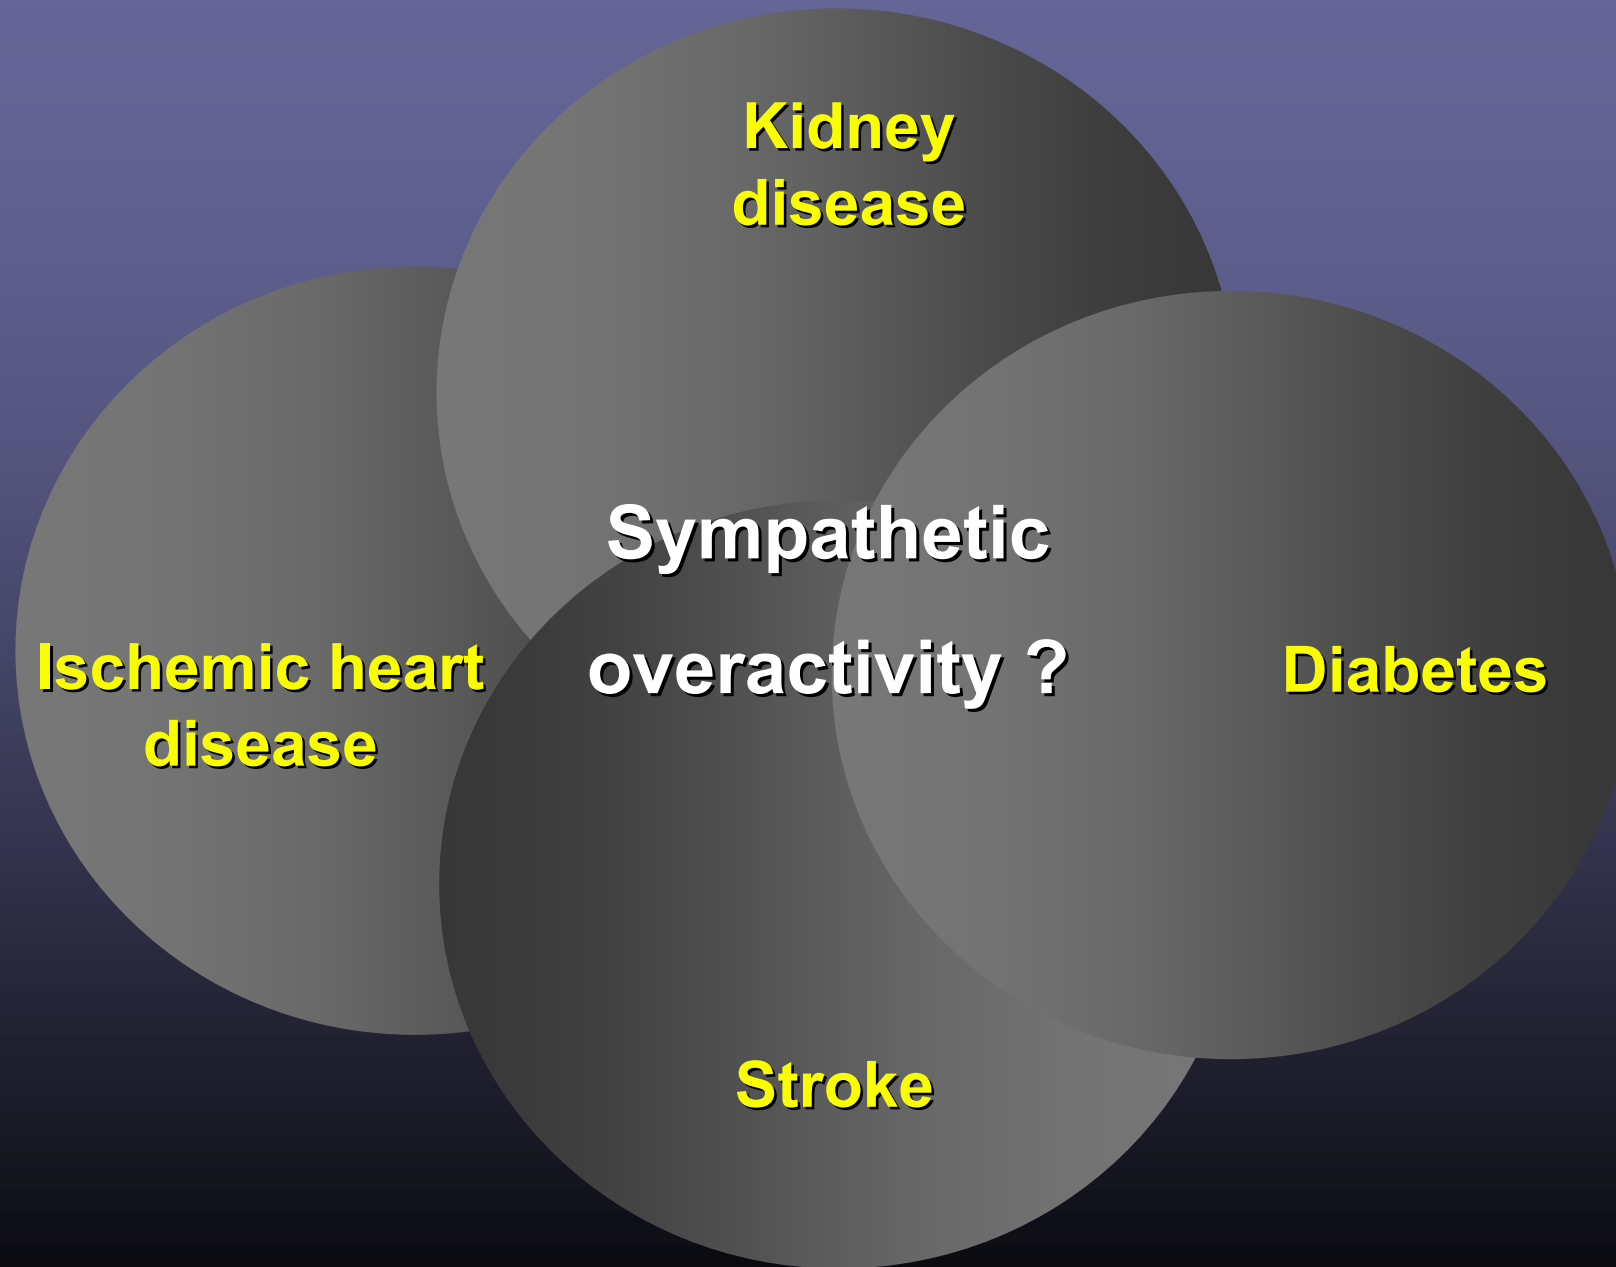 Kidney
disease
Sympathetic
overactivity ?
Ischemic heart
disease
Diabetes
Stroke